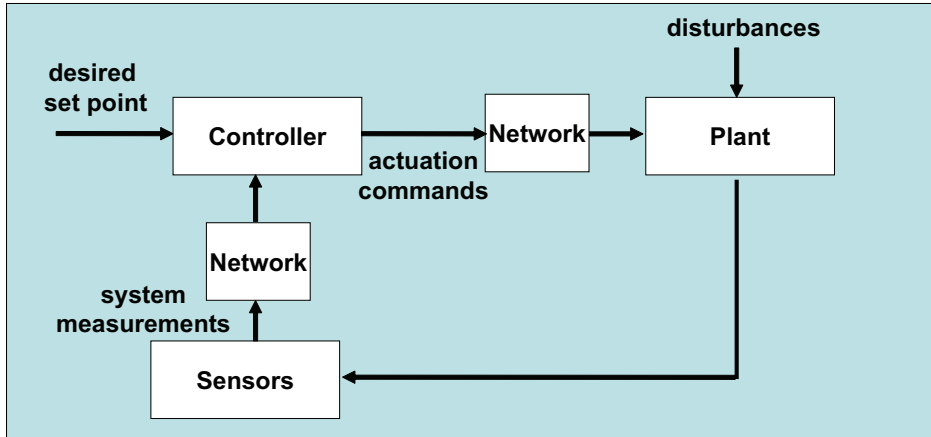 disturbances
desired
set point
Controller
Network
Plant
actuation
commands
Network
system
measurements
Sensors